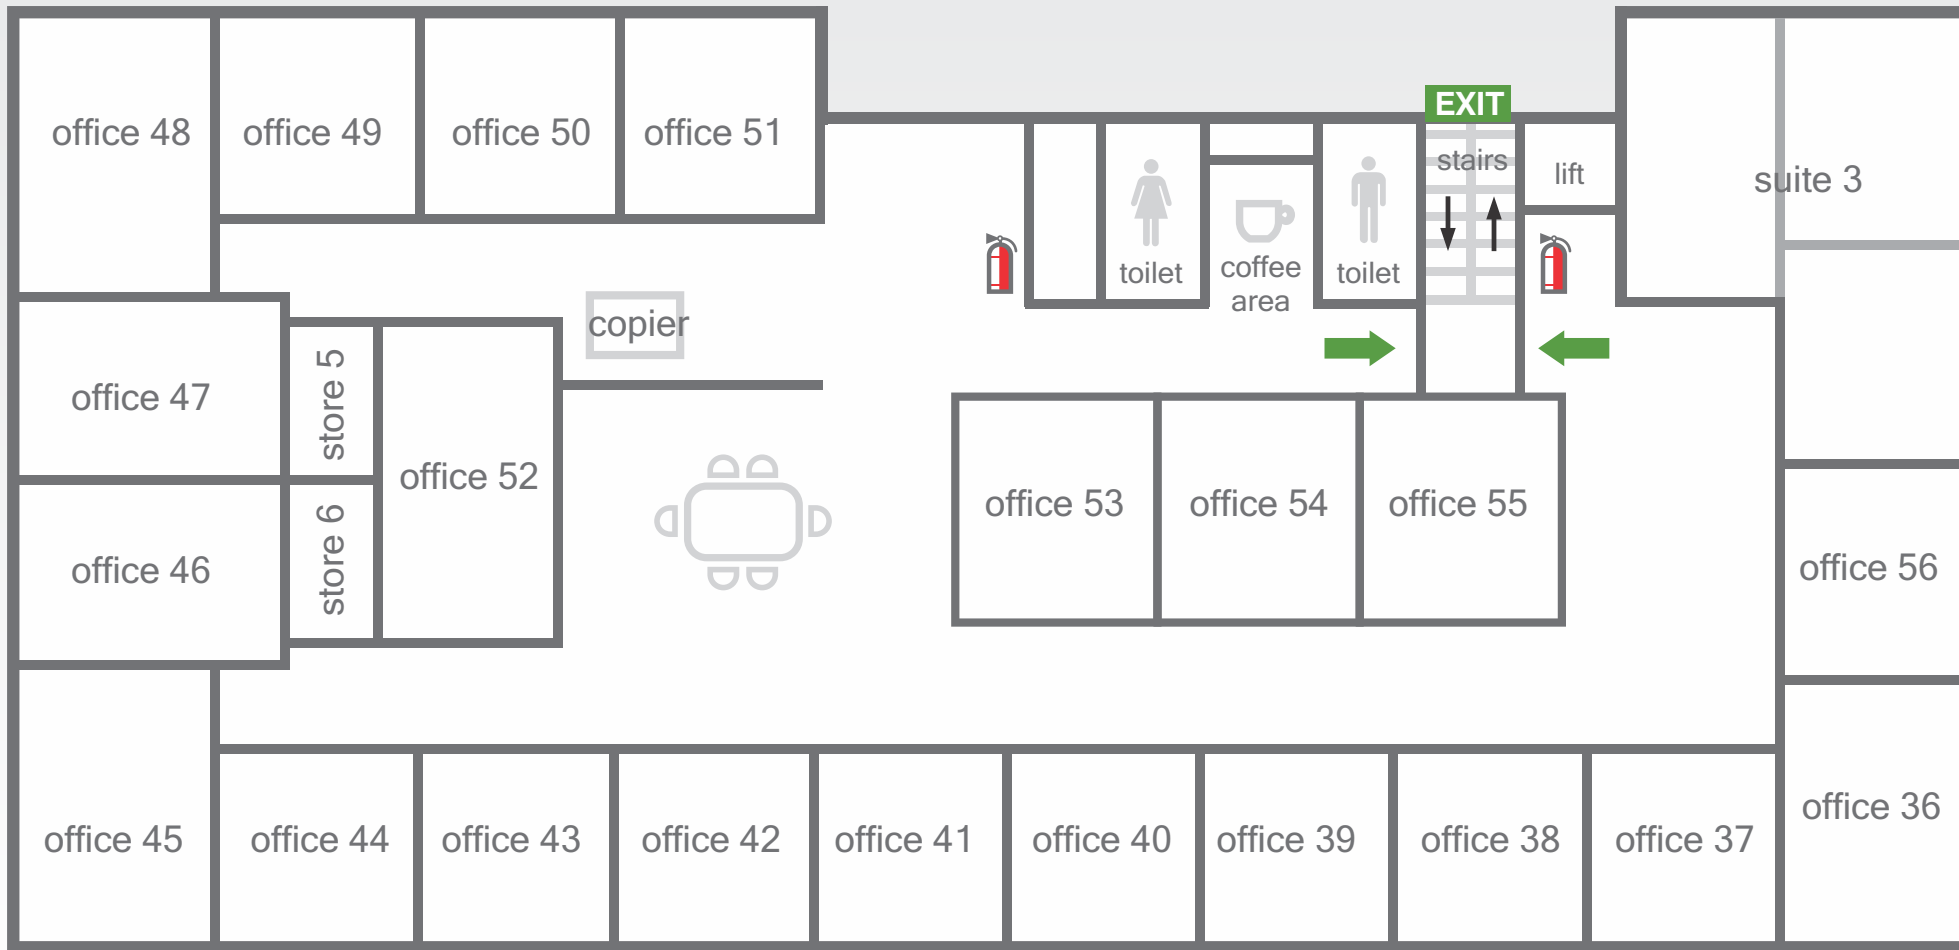 EXIT
office 48
office 49
office 50
office 51
stairs
lift
suite 3
toilet
coffee
area
toilet
copier
office 47
store 5
office 52
office 53
office 54
office 55
office 46
store 6
office 56
office 45
office 44
office 43
office 42
office 41
office 40
office 39
office 38
office 37
office 36